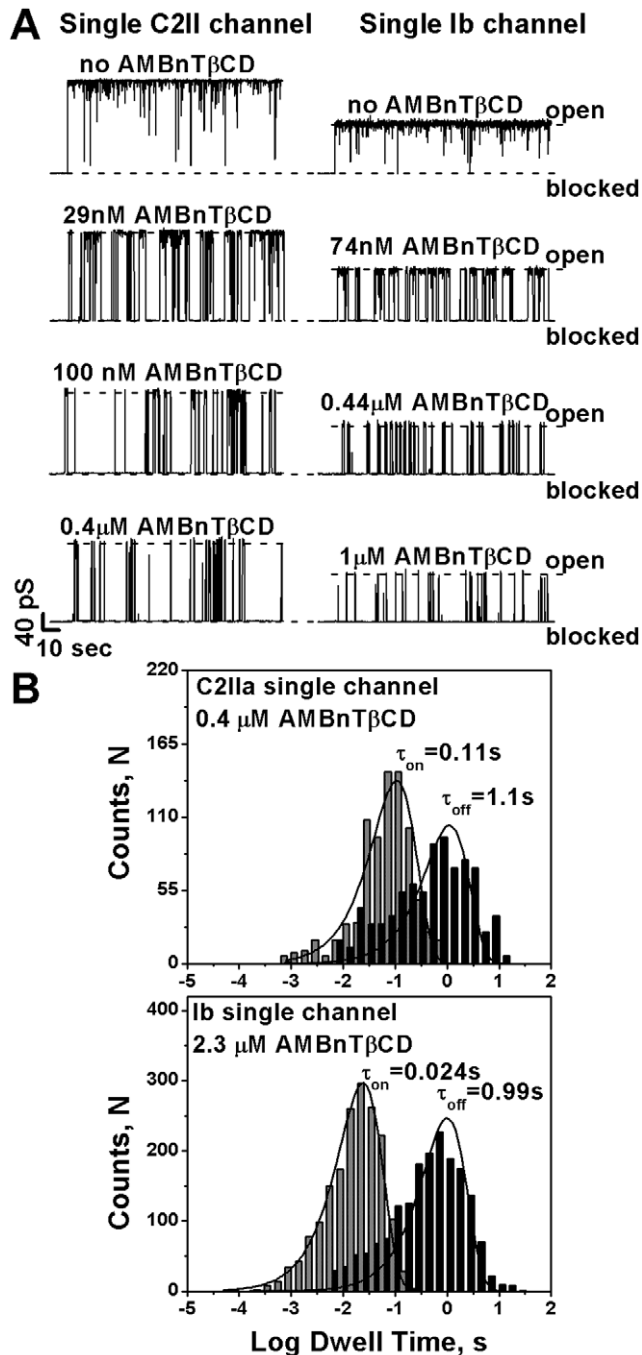 A Single C2II channel Single Ib channel
no AMBnTβCD
no AMBnTβCD open
blocked
29nM AMBnTβCD
74nM AMBnTβCD open
blocked
100 nM AMBnTβCD
0.44μM AMBnTβCD open
blocked
0.4μM AMBnTβCD
1μM AMBnTβCD open
blocked
40 pS
10 sec
B
220
165
110
55
0
Counts, N
C2IIa single channel
0.4 μM AMBnTβCD
τon=0.11s
τoff=1.1s
-5 -4 -3 -2 -1 0 1 2
400
300
200
100
0
Counts, N
Ib single channel
2.3 μM AMBnTβCD
τon=0.024s
τoff=0.99s
-5 -4 -3 -2 -1 0 1 2
Log Dwell Time, s